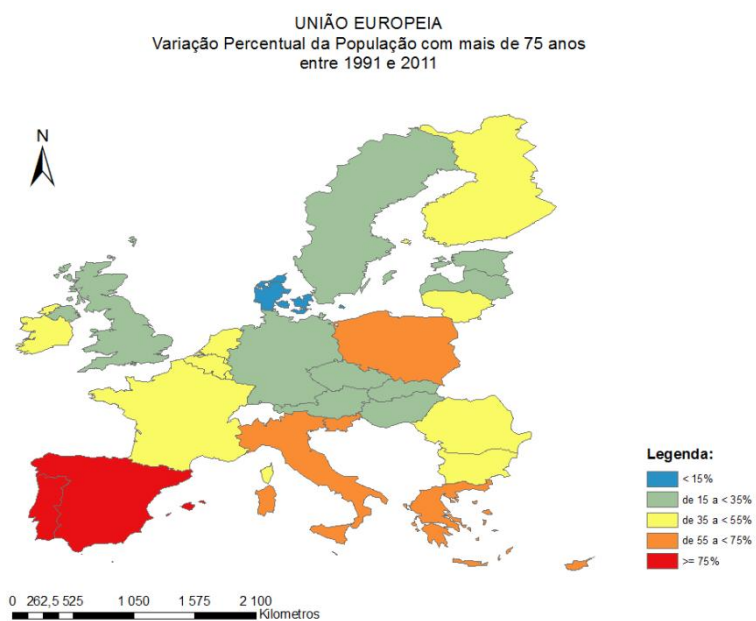 UNIÃO EUROPEIA
Variação Percentual da População com mais de 75 anos
entre 1991 e 2011
N
Legenda:
< 15%
de 15 a < 35%
de 35 a < 55%
de 55 a < 75%
>= 75%
0 262,5 525 1 050 1 575 2 100
Kilometros